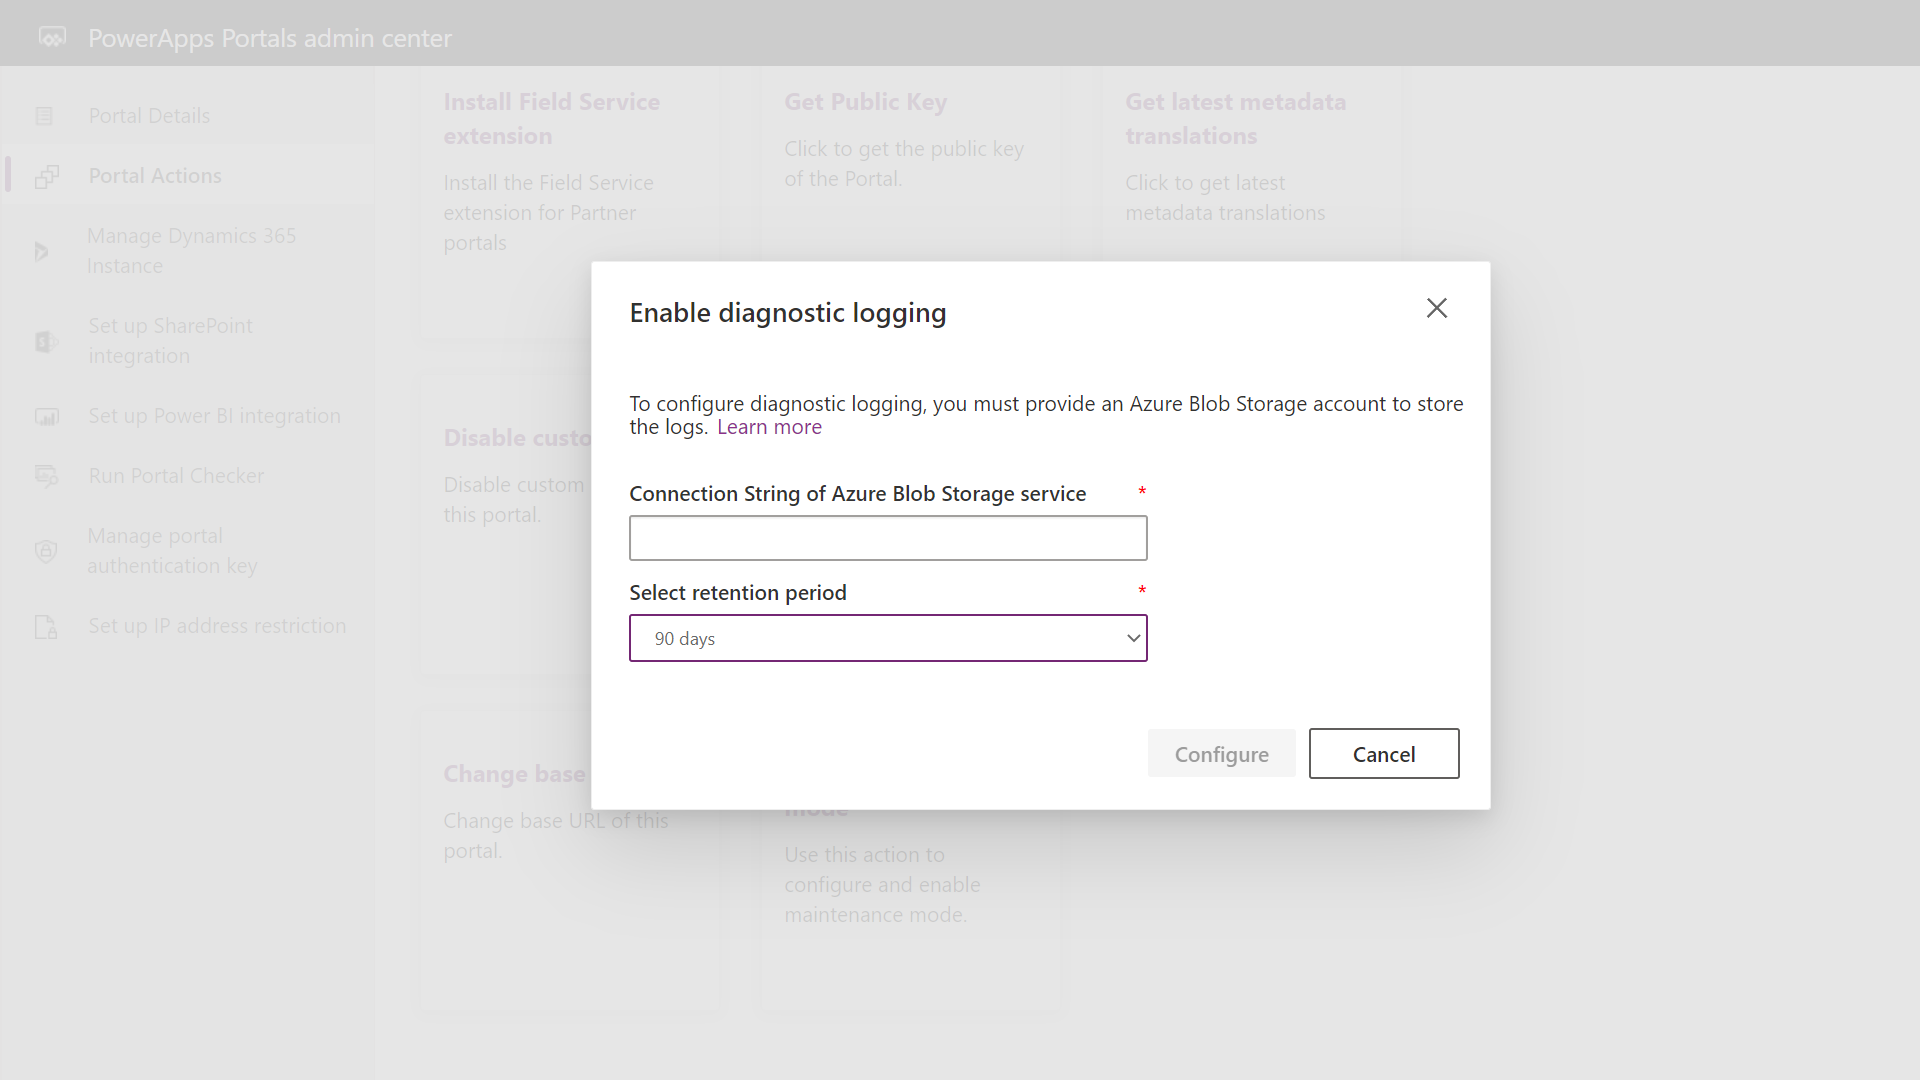 PowerApps Portals admin center
Portal Details
Portal Actions
Manage Dynamics 365
Instance
Set up SharePoint
integration
Set up Power BI integration
Run Portal Checker
Manage portal
authentication key
Set up IP address restriction
Install Field Service
extension
Install the Field Service
extension for Partner
portals
Get Public Key
Click to get the public key
of the Portal.
Get latest metadata
translations
Click to get latest
metadata translations
Disable custo
Disable custom
this portal.
Change base
Change base URL of this
portal.
mode
Use this action to
configure and enable
maintenance mode.
Enable diagnostic logging
To configure diagnostic logging, you must provide an Azure Blob Storage account to store
the logs. Learn more
Connection String of Azure Blob Storage service *
Select retention period *
90 days
Configure
Cancel